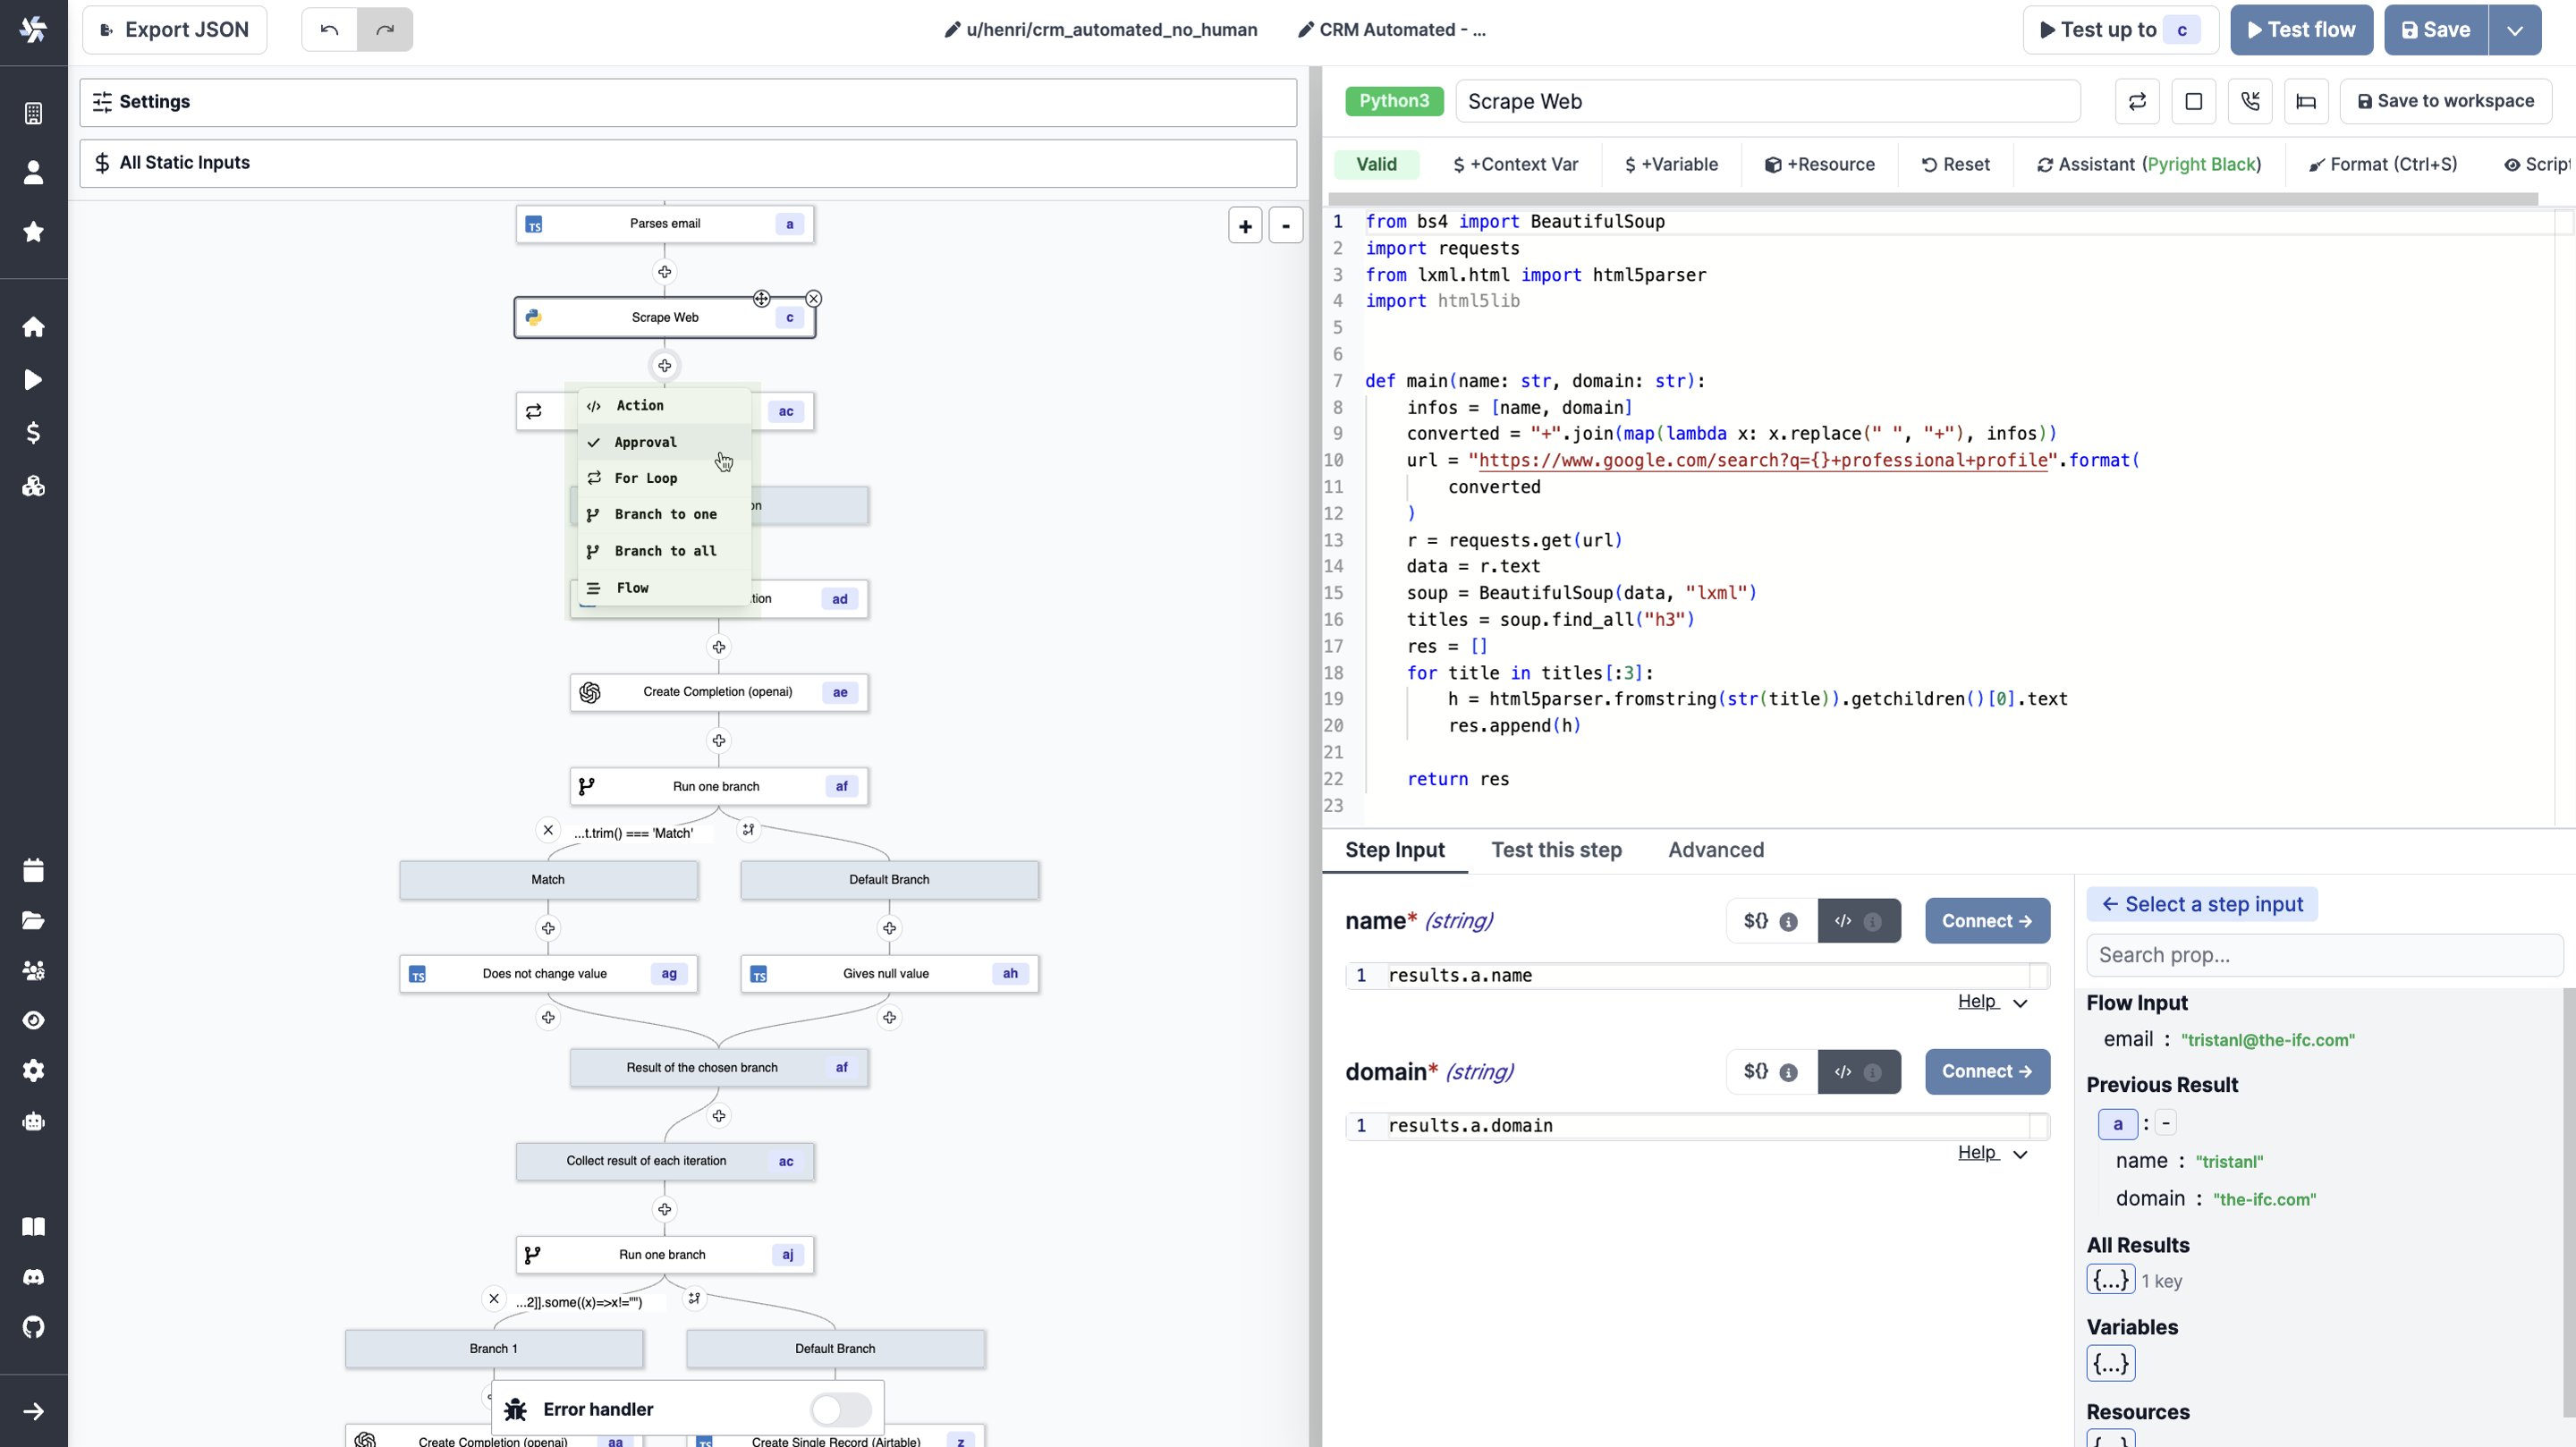 Export JSON
u/henri/crm_automated_no_human
CRM Automated - ...
Test up to c
Test flow
Save
Settings
All Static Inputs
+
-
TS Parses email a
Scrape Web c
ac
Action
Approval
For Loop
Branch to one
Branch to all
Flow
on
tion ad
Create Completion (openai) ae
Run one branch af
...t.trim() === 'Match'
Match
Default Branch
TS Does not change value ag
TS Gives null value ah
Result of the chosen branch af
Collect result of each iteration ac
Run one branch aj
...2]].some((x)=>x!="")
Branch 1
Default Branch
Error handler
Create Completion (openai) aa
TS Create Single Record (Airtable) z
Python3
Scrape Web
Save to workspace
Valid
+Context Var
+Variable
+Resource
Reset
Assistant (Pyright Black)
Format (Ctrl+S)
Script
1 from bs4 import BeautifulSoup
2 import requests
3 from lxml.html import html5parser
4 import html5lib
5
6
7 def main(name: str, domain: str):
8 infos = [name, domain]
9 converted = "+".join(map(lambda x: x.replace(" ", "+"), infos))
10 url = "https://www.google.com/search?q={}+professional+profile".format(
11 converted
12 )
13 r = requests.get(url)
14 data = r.text
15 soup = BeautifulSoup(data, "lxml")
16 titles = soup.find_all("h3")
17 res = []
18 for title in titles[:3]:
19 h = html5parser.fromstring(str(title)).getchildren()[0].text
20 res.append(h)
21
22 return res
23
Step Input
Test this step
Advanced
name* (string)
${}
</>
Connect →
1 results.a.name
Help
domain* (string)
${}
</>
Connect →
1 results.a.domain
Help
← Select a step input
Search prop...
Flow Input
email : "tristanl@the-ifc.com"
Previous Result
a : -
name : "tristanl"
domain : "the-ifc.com"
All Results
{...} 1 key
Variables
{...}
Resources